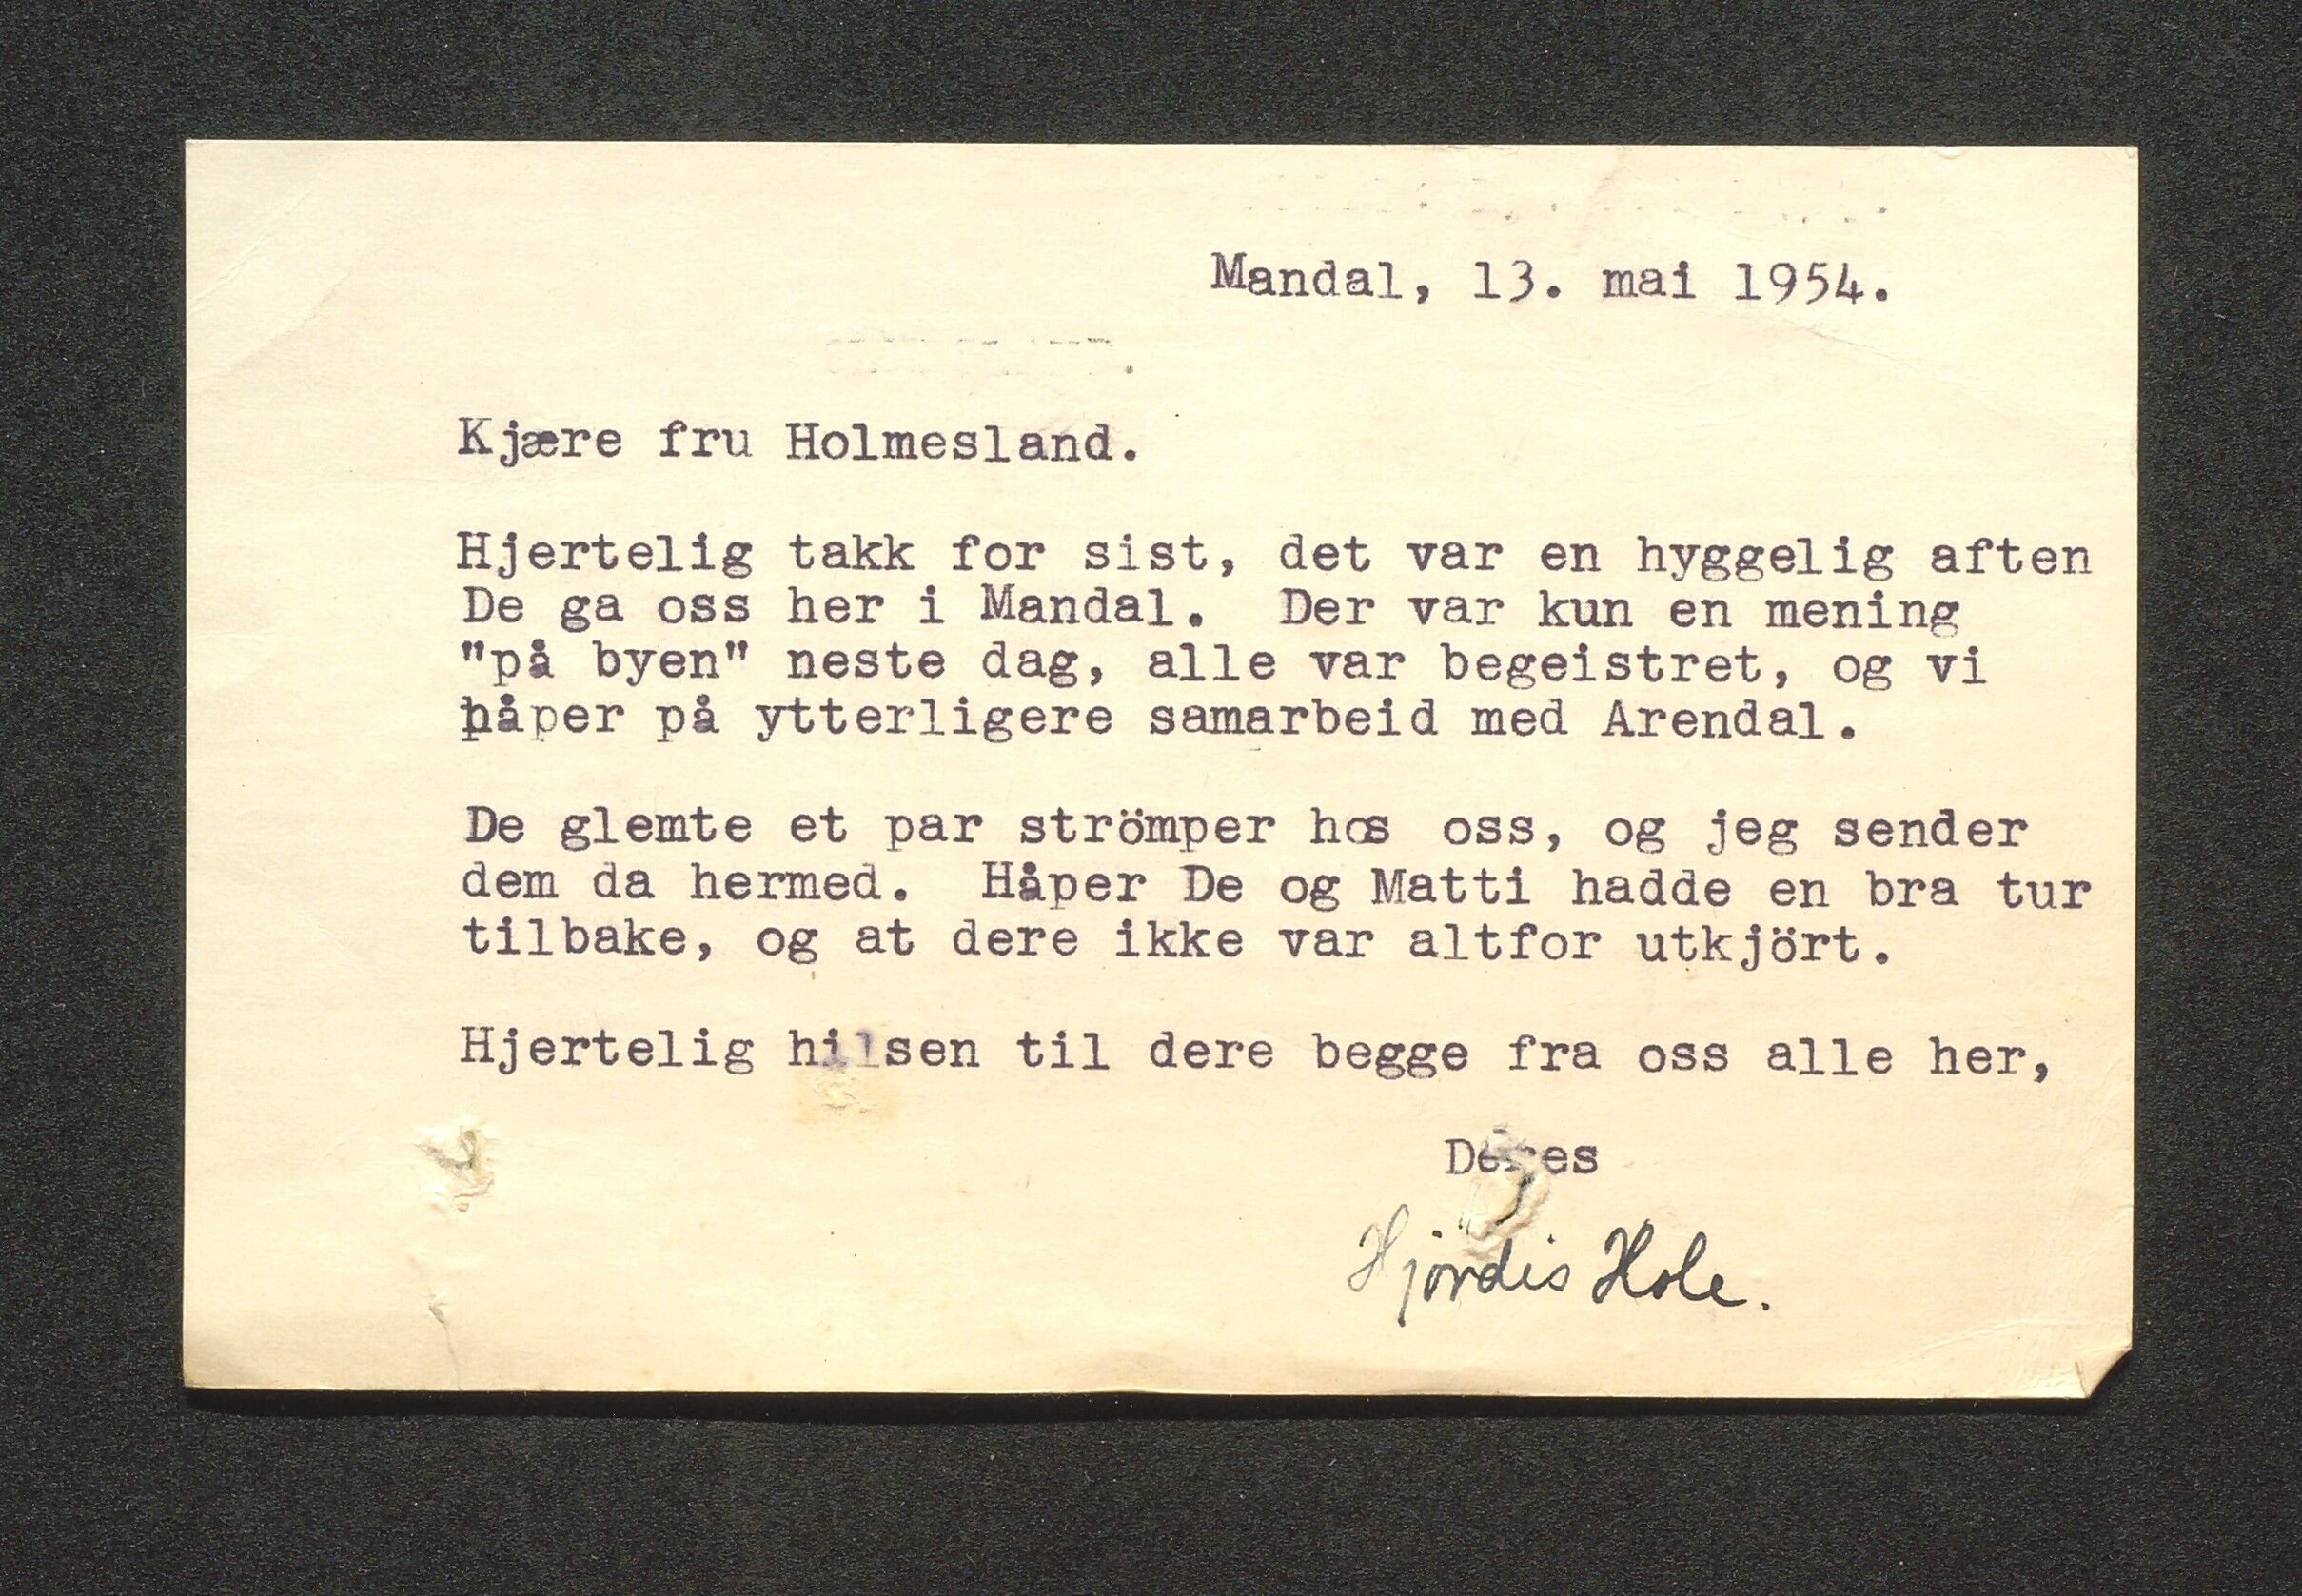 Mandal, 13. mai 1954.
Kjære fru Holmesland.
Hjertelig takk for sist, det var en hyggelig aften
De ga oss her i Mandal. Der var kun en mening
"på byen" neste dag, alle var begeistret, og vi
håper på ytterligere samarbeid med Arendal.
De glemte et par strömper hos oss, og jeg sender
dem da hermed. Håper De og Matti hadde en bra tur
tilbake, og at dere ikke var altfor utkjört.
Hjertelig hilsen til dere begge fra oss alle her,
Deres
Hjördis Hole.